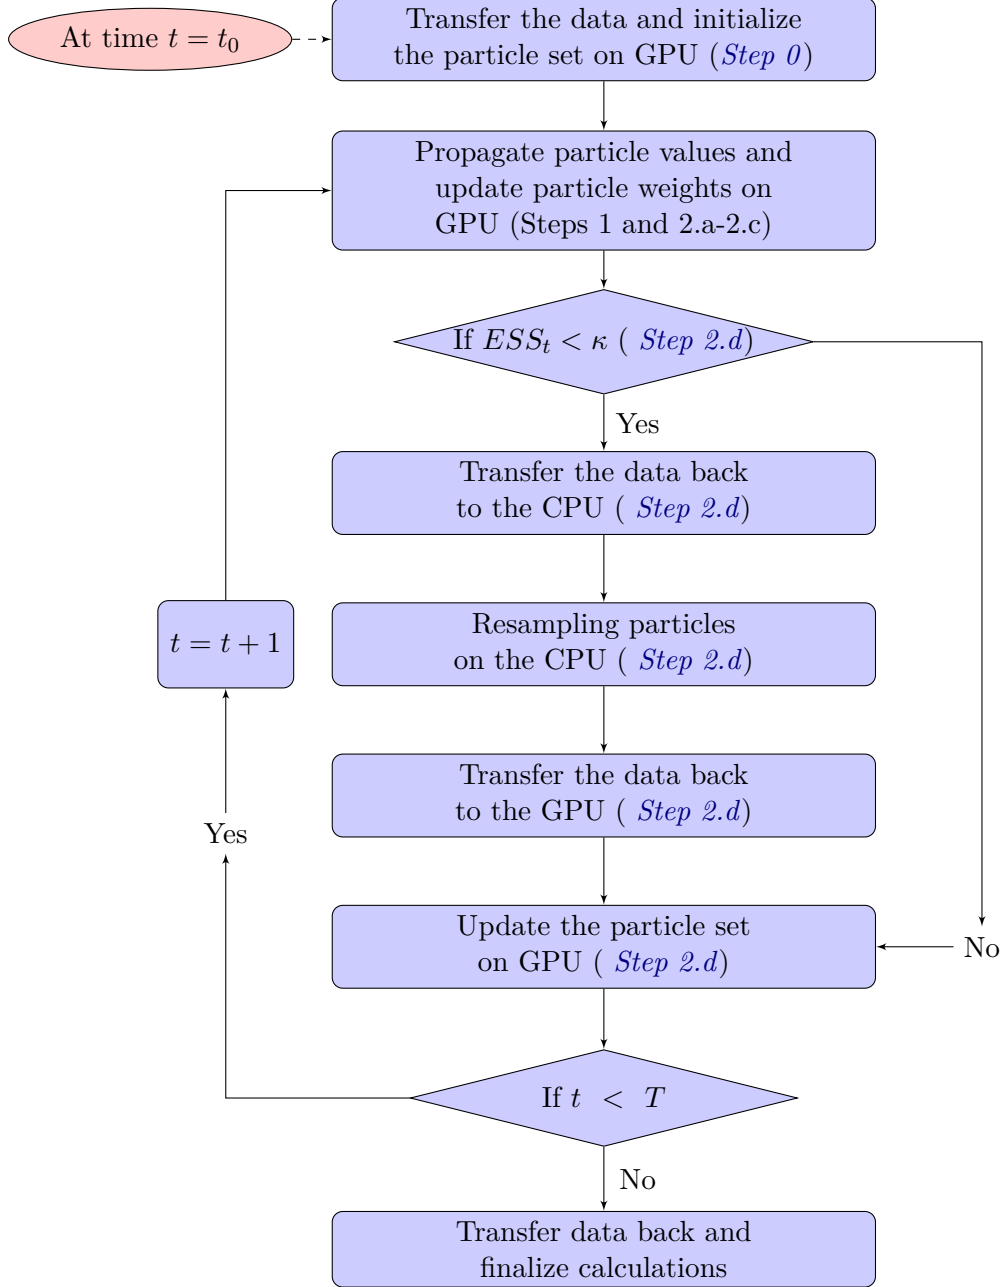 At time t = t₀
Transfer the data and initialize
the particle set on GPU (Step 0)
Propagate particle values and
update particle weights on
GPU (Steps 1 and 2.a-2.c)
If ESSₜ < κ ( Step 2.d)
Yes
Transfer the data back
to the CPU ( Step 2.d)
Resampling particles
on the CPU ( Step 2.d)
t = t + 1
Transfer the data back
to the GPU ( Step 2.d)
Yes
Update the particle set
on GPU ( Step 2.d)
No
If t < T
No
Transfer data back and
finalize calculations